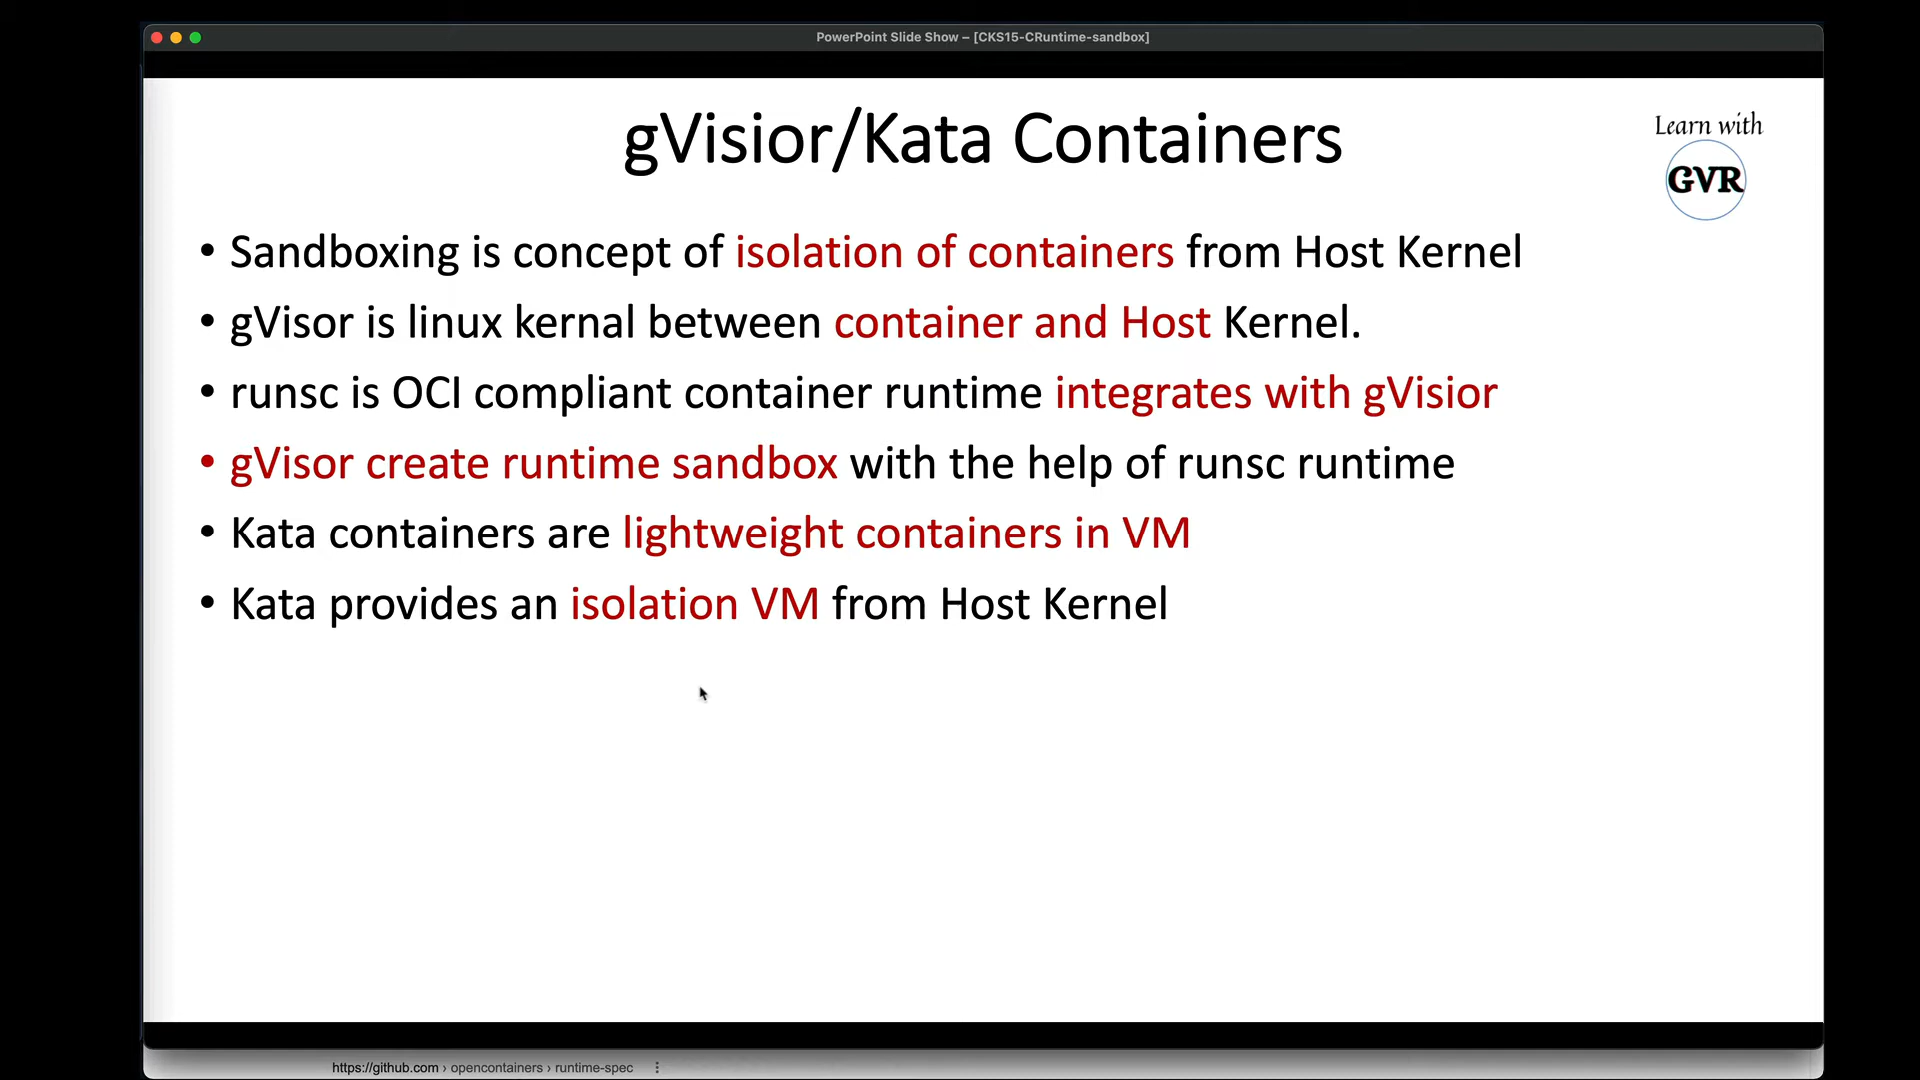 PowerPoint Slide Show – [CKS15-CRuntime-sandbox]
gVisior/Kata Containers
Learn with
GVR
• Sandboxing is concept of isolation of containers from Host Kernel
• gVisor is linux kernal between container and Host Kernel.
• runsc is OCI compliant container runtime integrates with gVisior
• gVisor create runtime sandbox with the help of runsc runtime
• Kata containers are lightweight containers in VM
• Kata provides an isolation VM from Host Kernel
https://github.com › opencontainers › runtime-spec